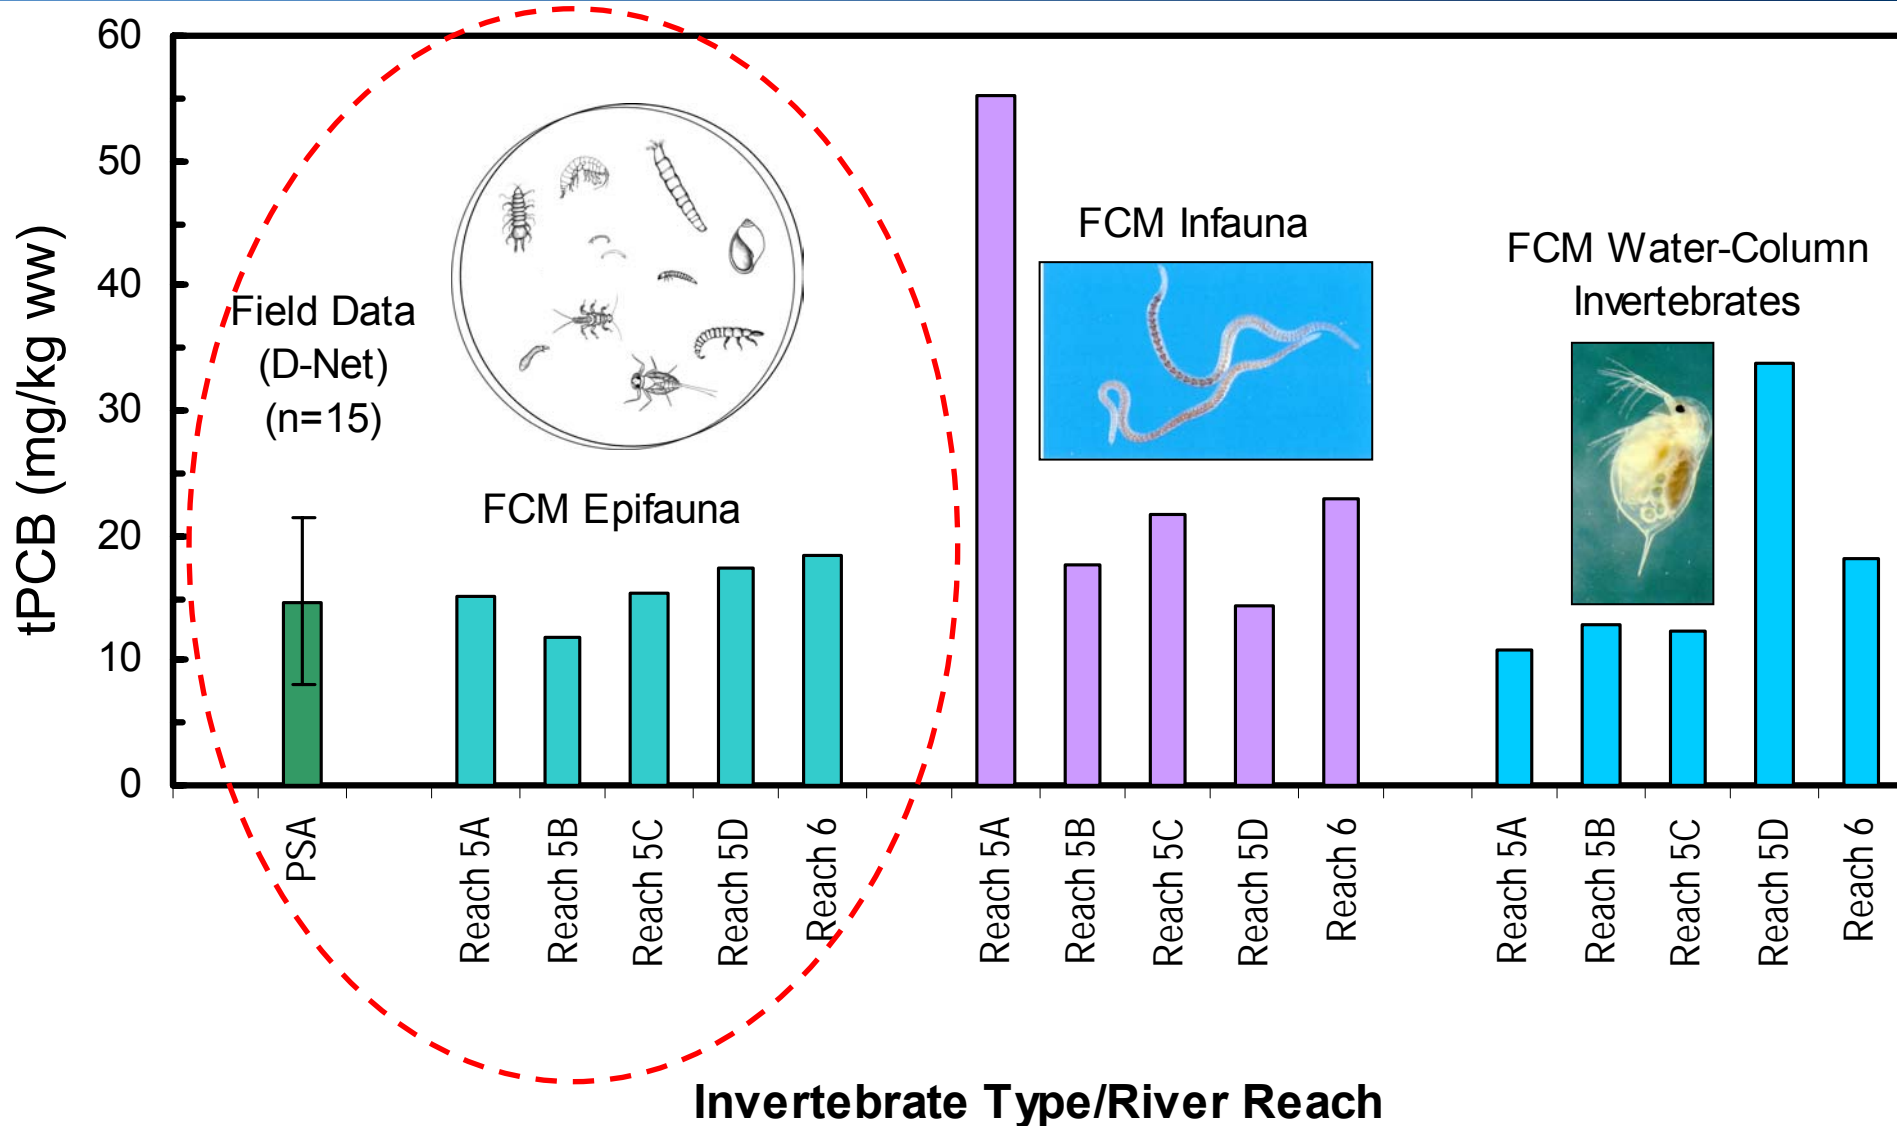 60
50
40
30
20
10
0
tPCB (mg/kg ww)
Field Data
(D-Net)
(n=15)
FCM Epifauna
FCM Infauna
FCM Water-Column
Invertebrates
PSA
Reach 5A
Reach 5B
Reach 5C
Reach 5D
Reach 6
Reach 5A
Reach 5B
Reach 5C
Reach 5D
Reach 6
Reach 5A
Reach 5B
Reach 5C
Reach 5D
Reach 6
Invertebrate Type/River Reach